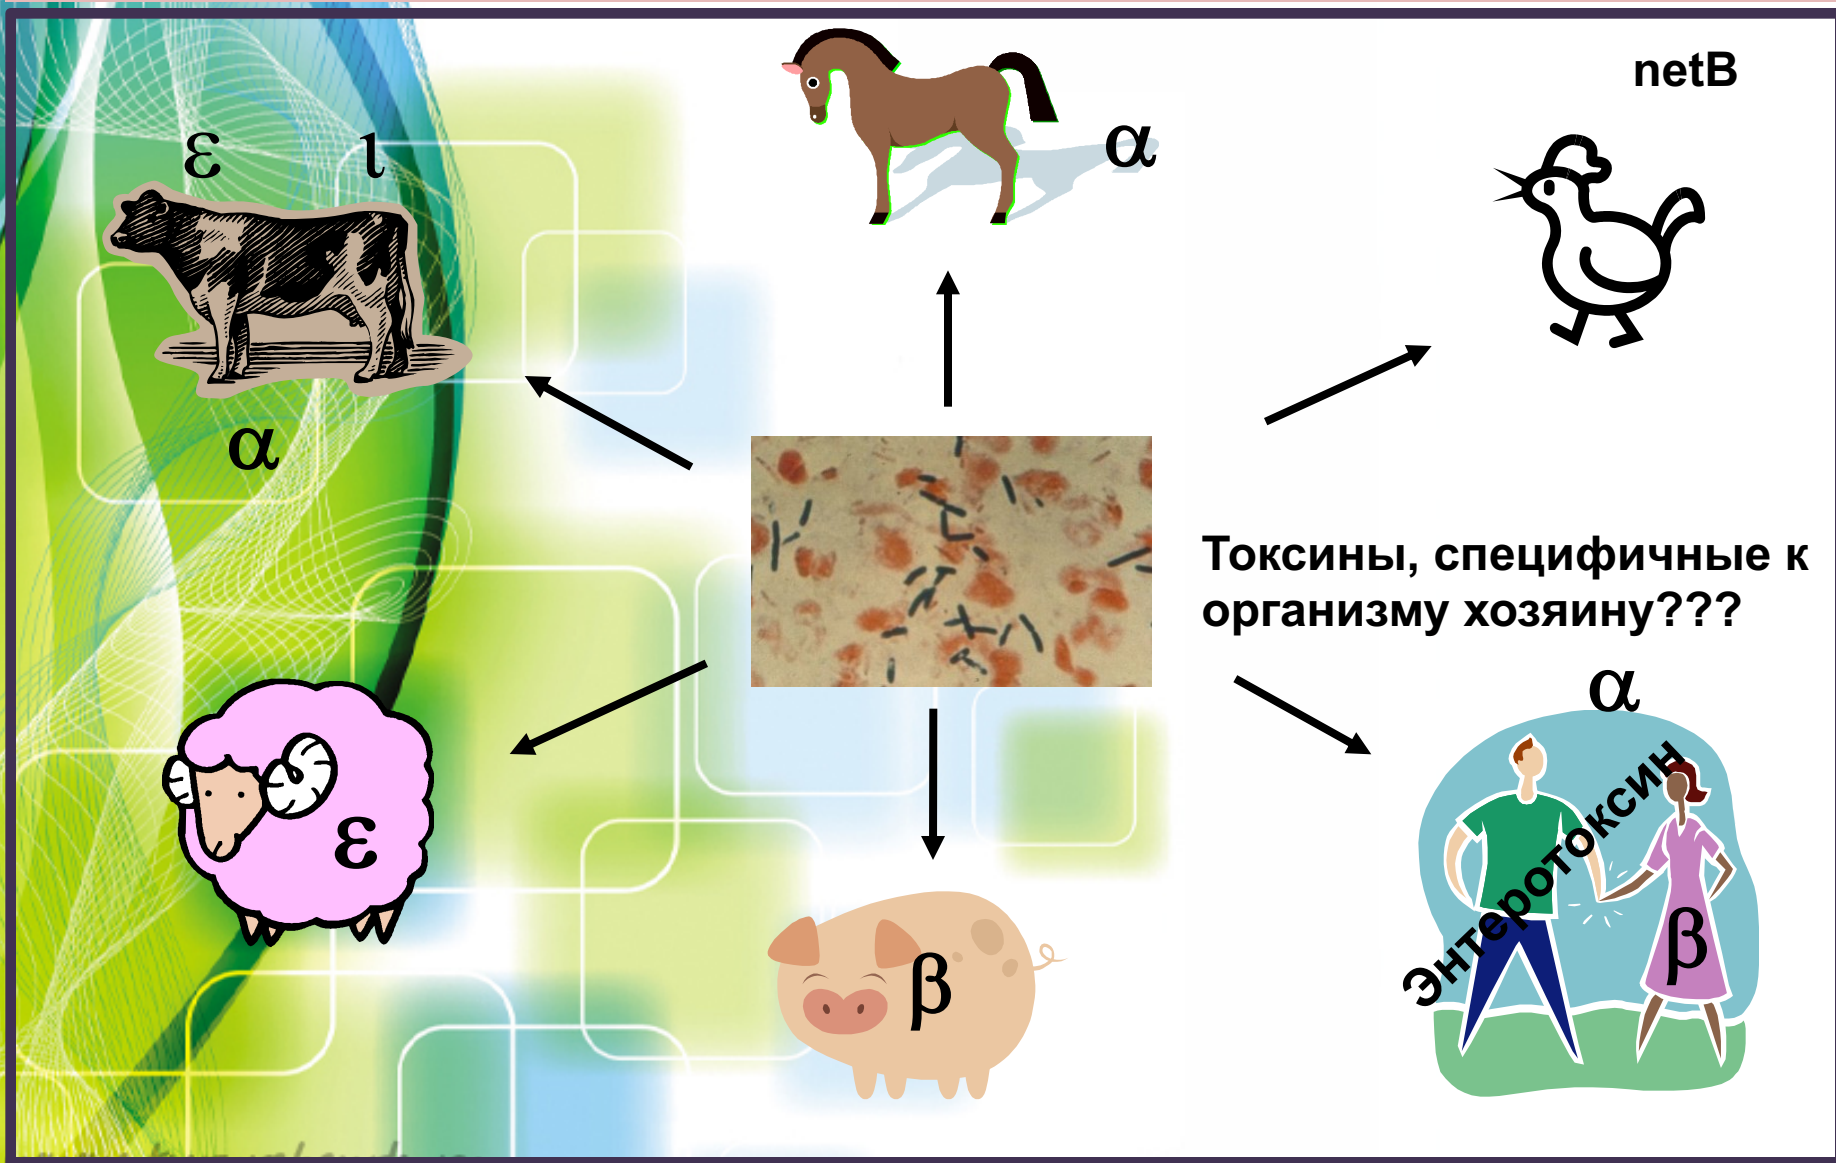 netB
ε ι
α
α
Токсины, специфичные к
организму хозяину???
α
Энтеротоксин
ε
β
β